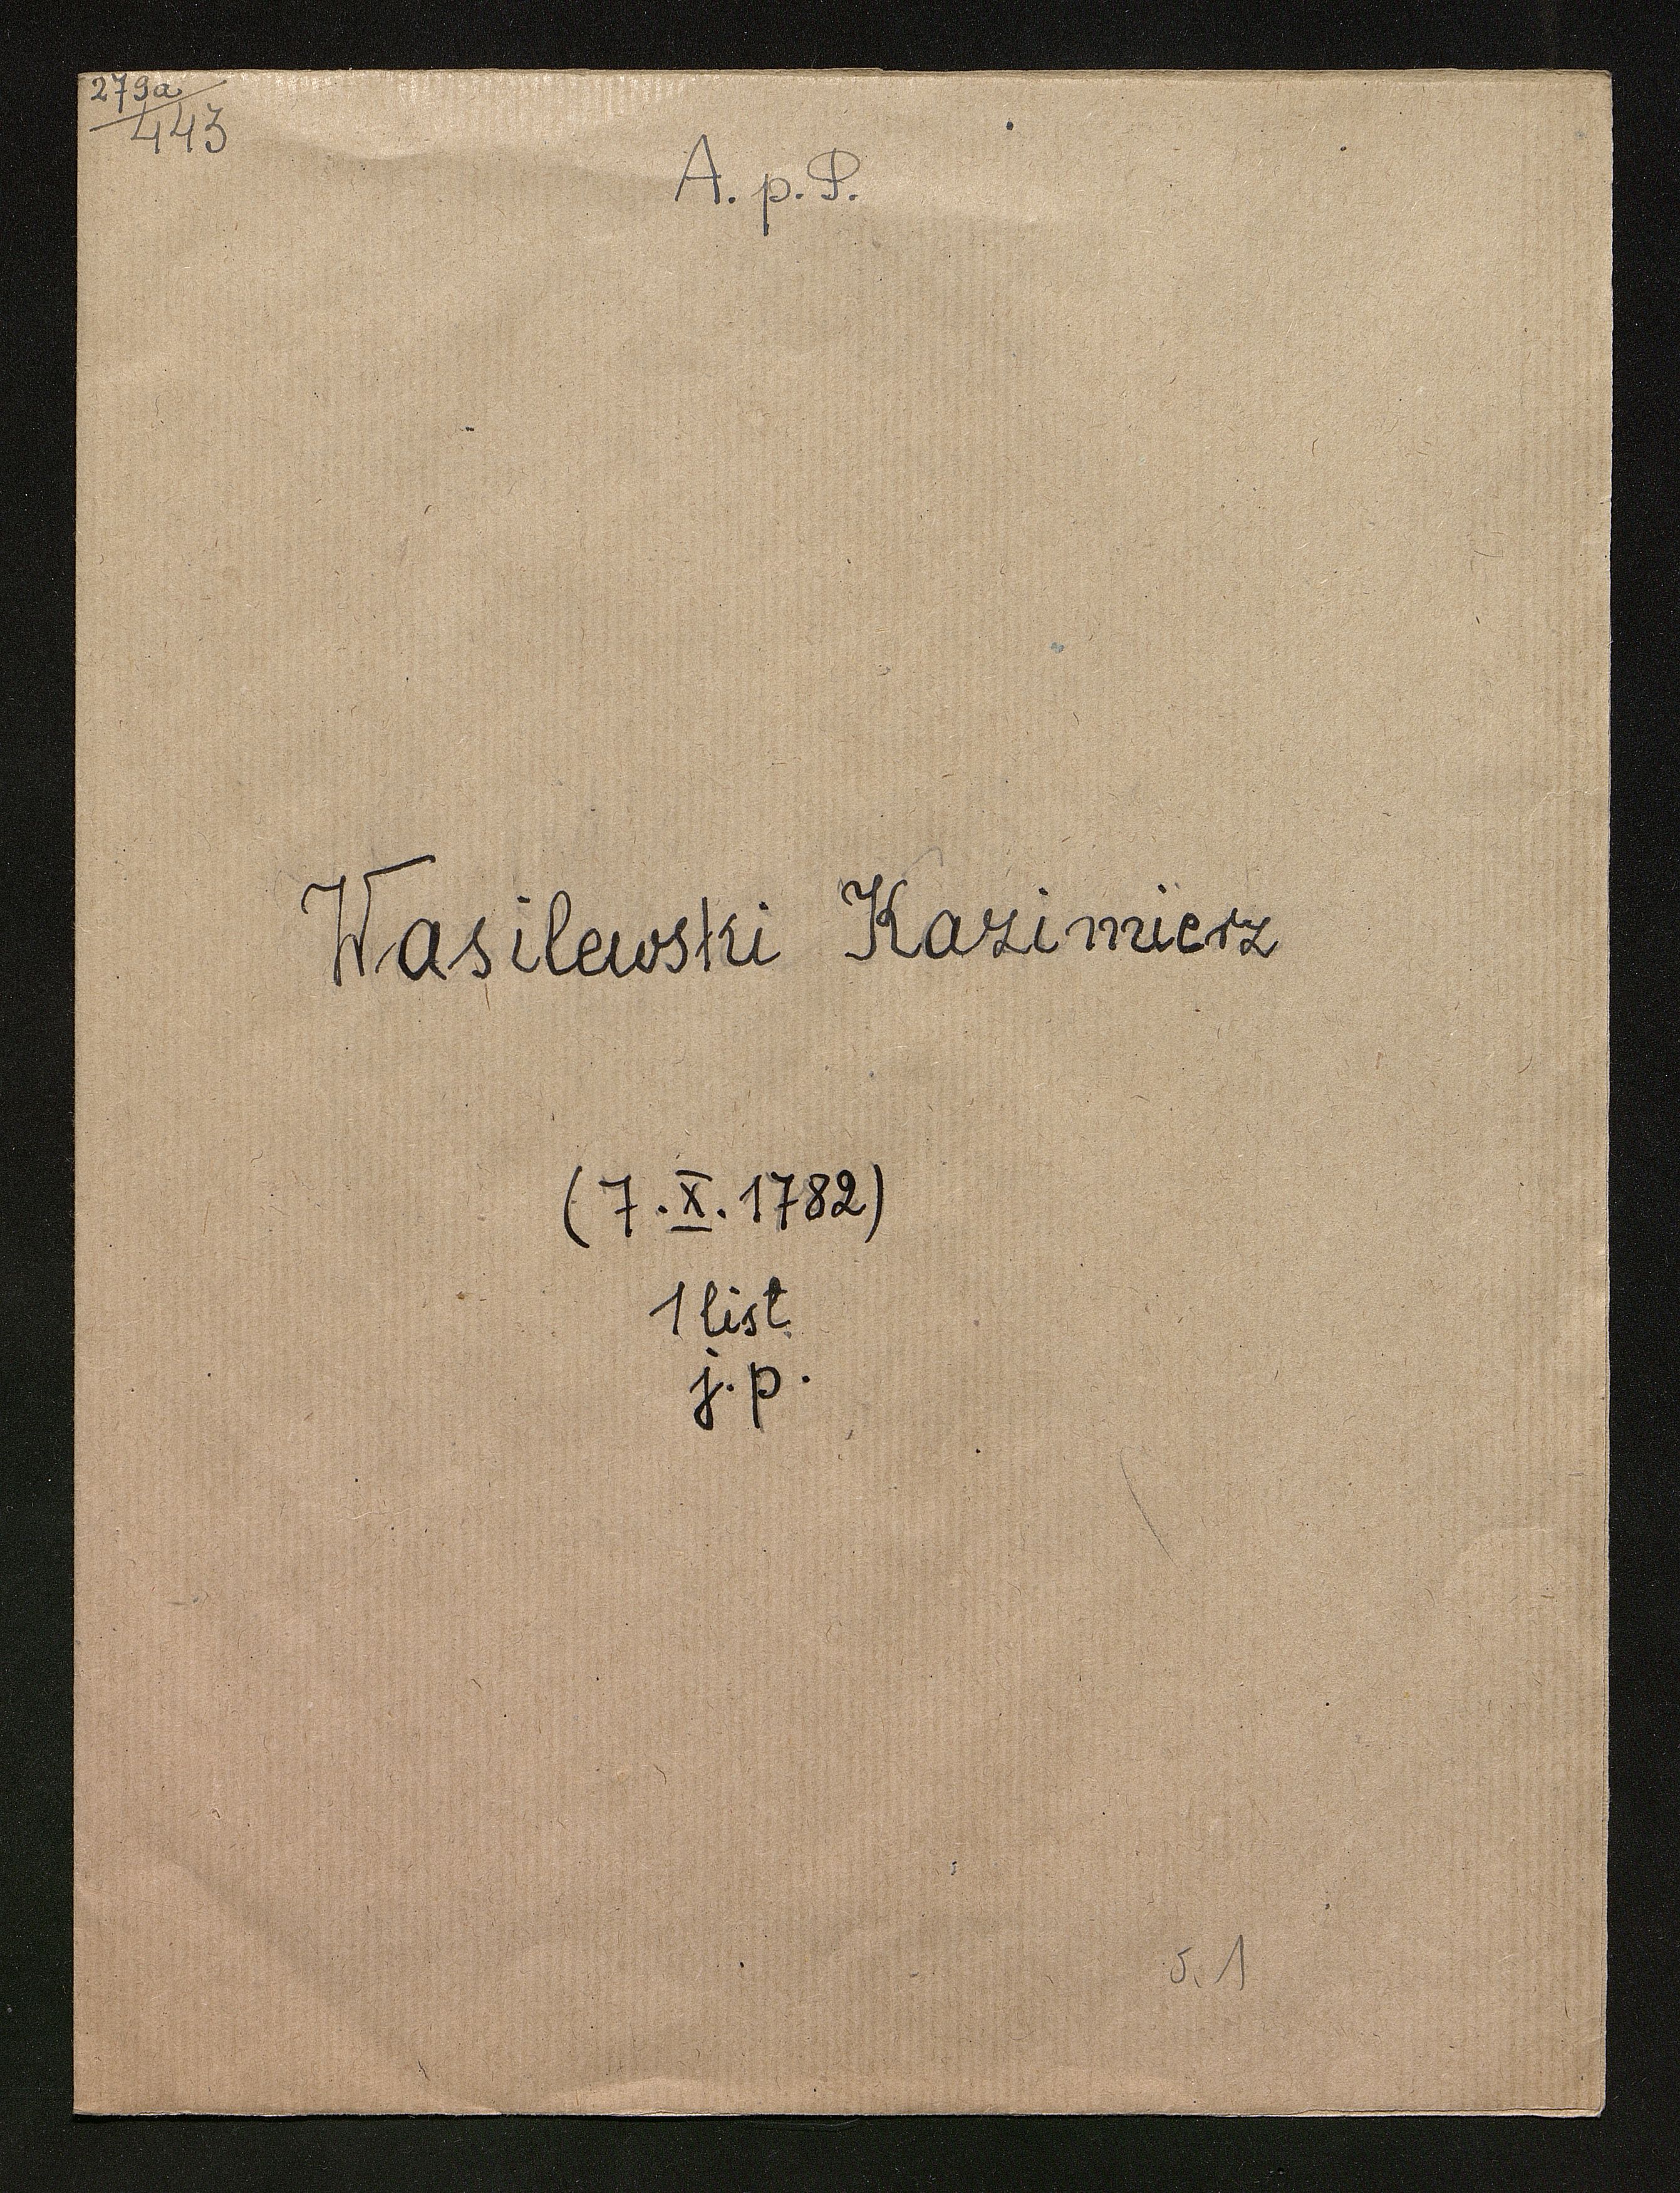 279a
443
A. p. P.
Wasilewski Kazimierz
(7.X.1782)
1 list
j.p.
s. 1